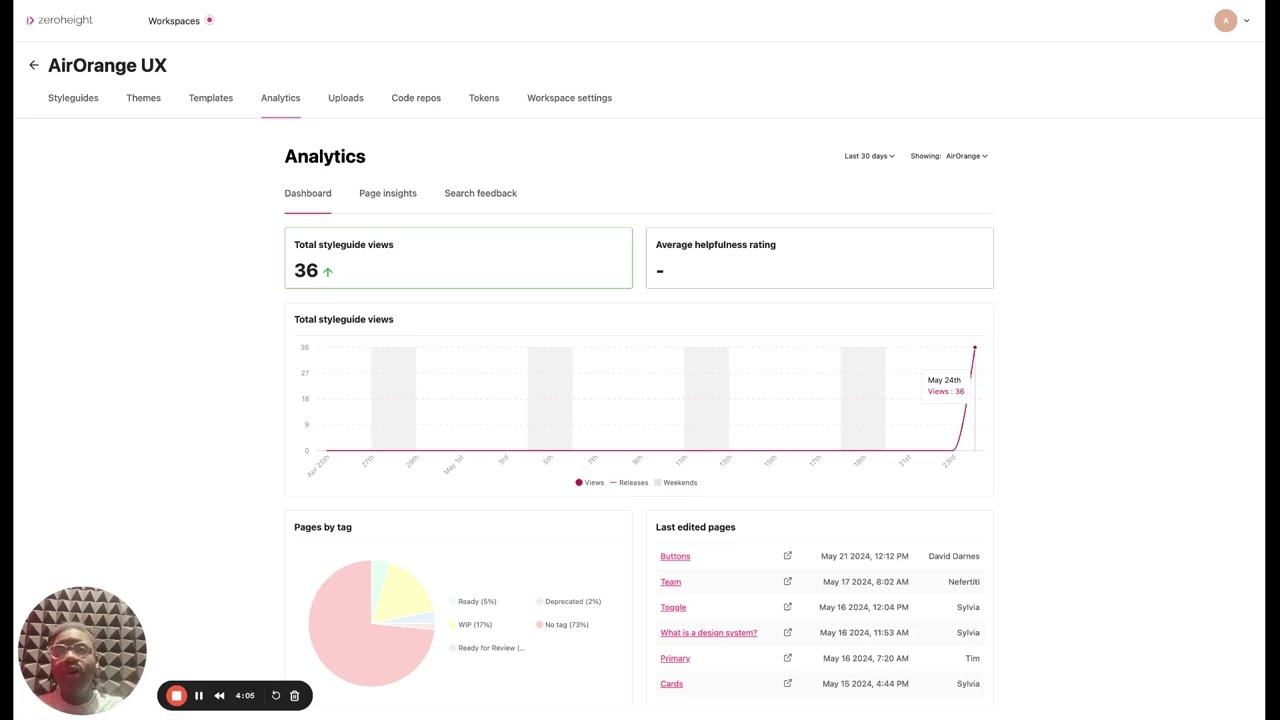 zeroheight
Workspaces
A
AirOrange UX
Styleguides Themes Templates Analytics Uploads Code repos Tokens Workspace settings
Analytics
Last 30 days Showing: AirOrange
Dashboard Page insights Search feedback
Total styleguide views
36
Average helpfulness rating
-
Total styleguide views
36
27
18
9
0
May 24th
Views : 36
Apr 25th 27th 29th May 1st 3rd 5th 7th 9th 11th 13th 15th 17th 19th 21st 23rd
Views Releases Weekends
Pages by tag
Ready (5%) Deprecated (2%)
WIP (17%) No tag (73%)
Ready for Review (...
Last edited pages
Buttons May 21 2024, 12:12 PM David Darnes
Team May 17 2024, 8:02 AM Nefertiti
Toggle May 16 2024, 12:04 PM Sylvia
What is a design system? May 16 2024, 11:53 AM Sylvia
Primary May 16 2024, 7:20 AM Tim
Cards May 15 2024, 4:44 PM Sylvia
4:05